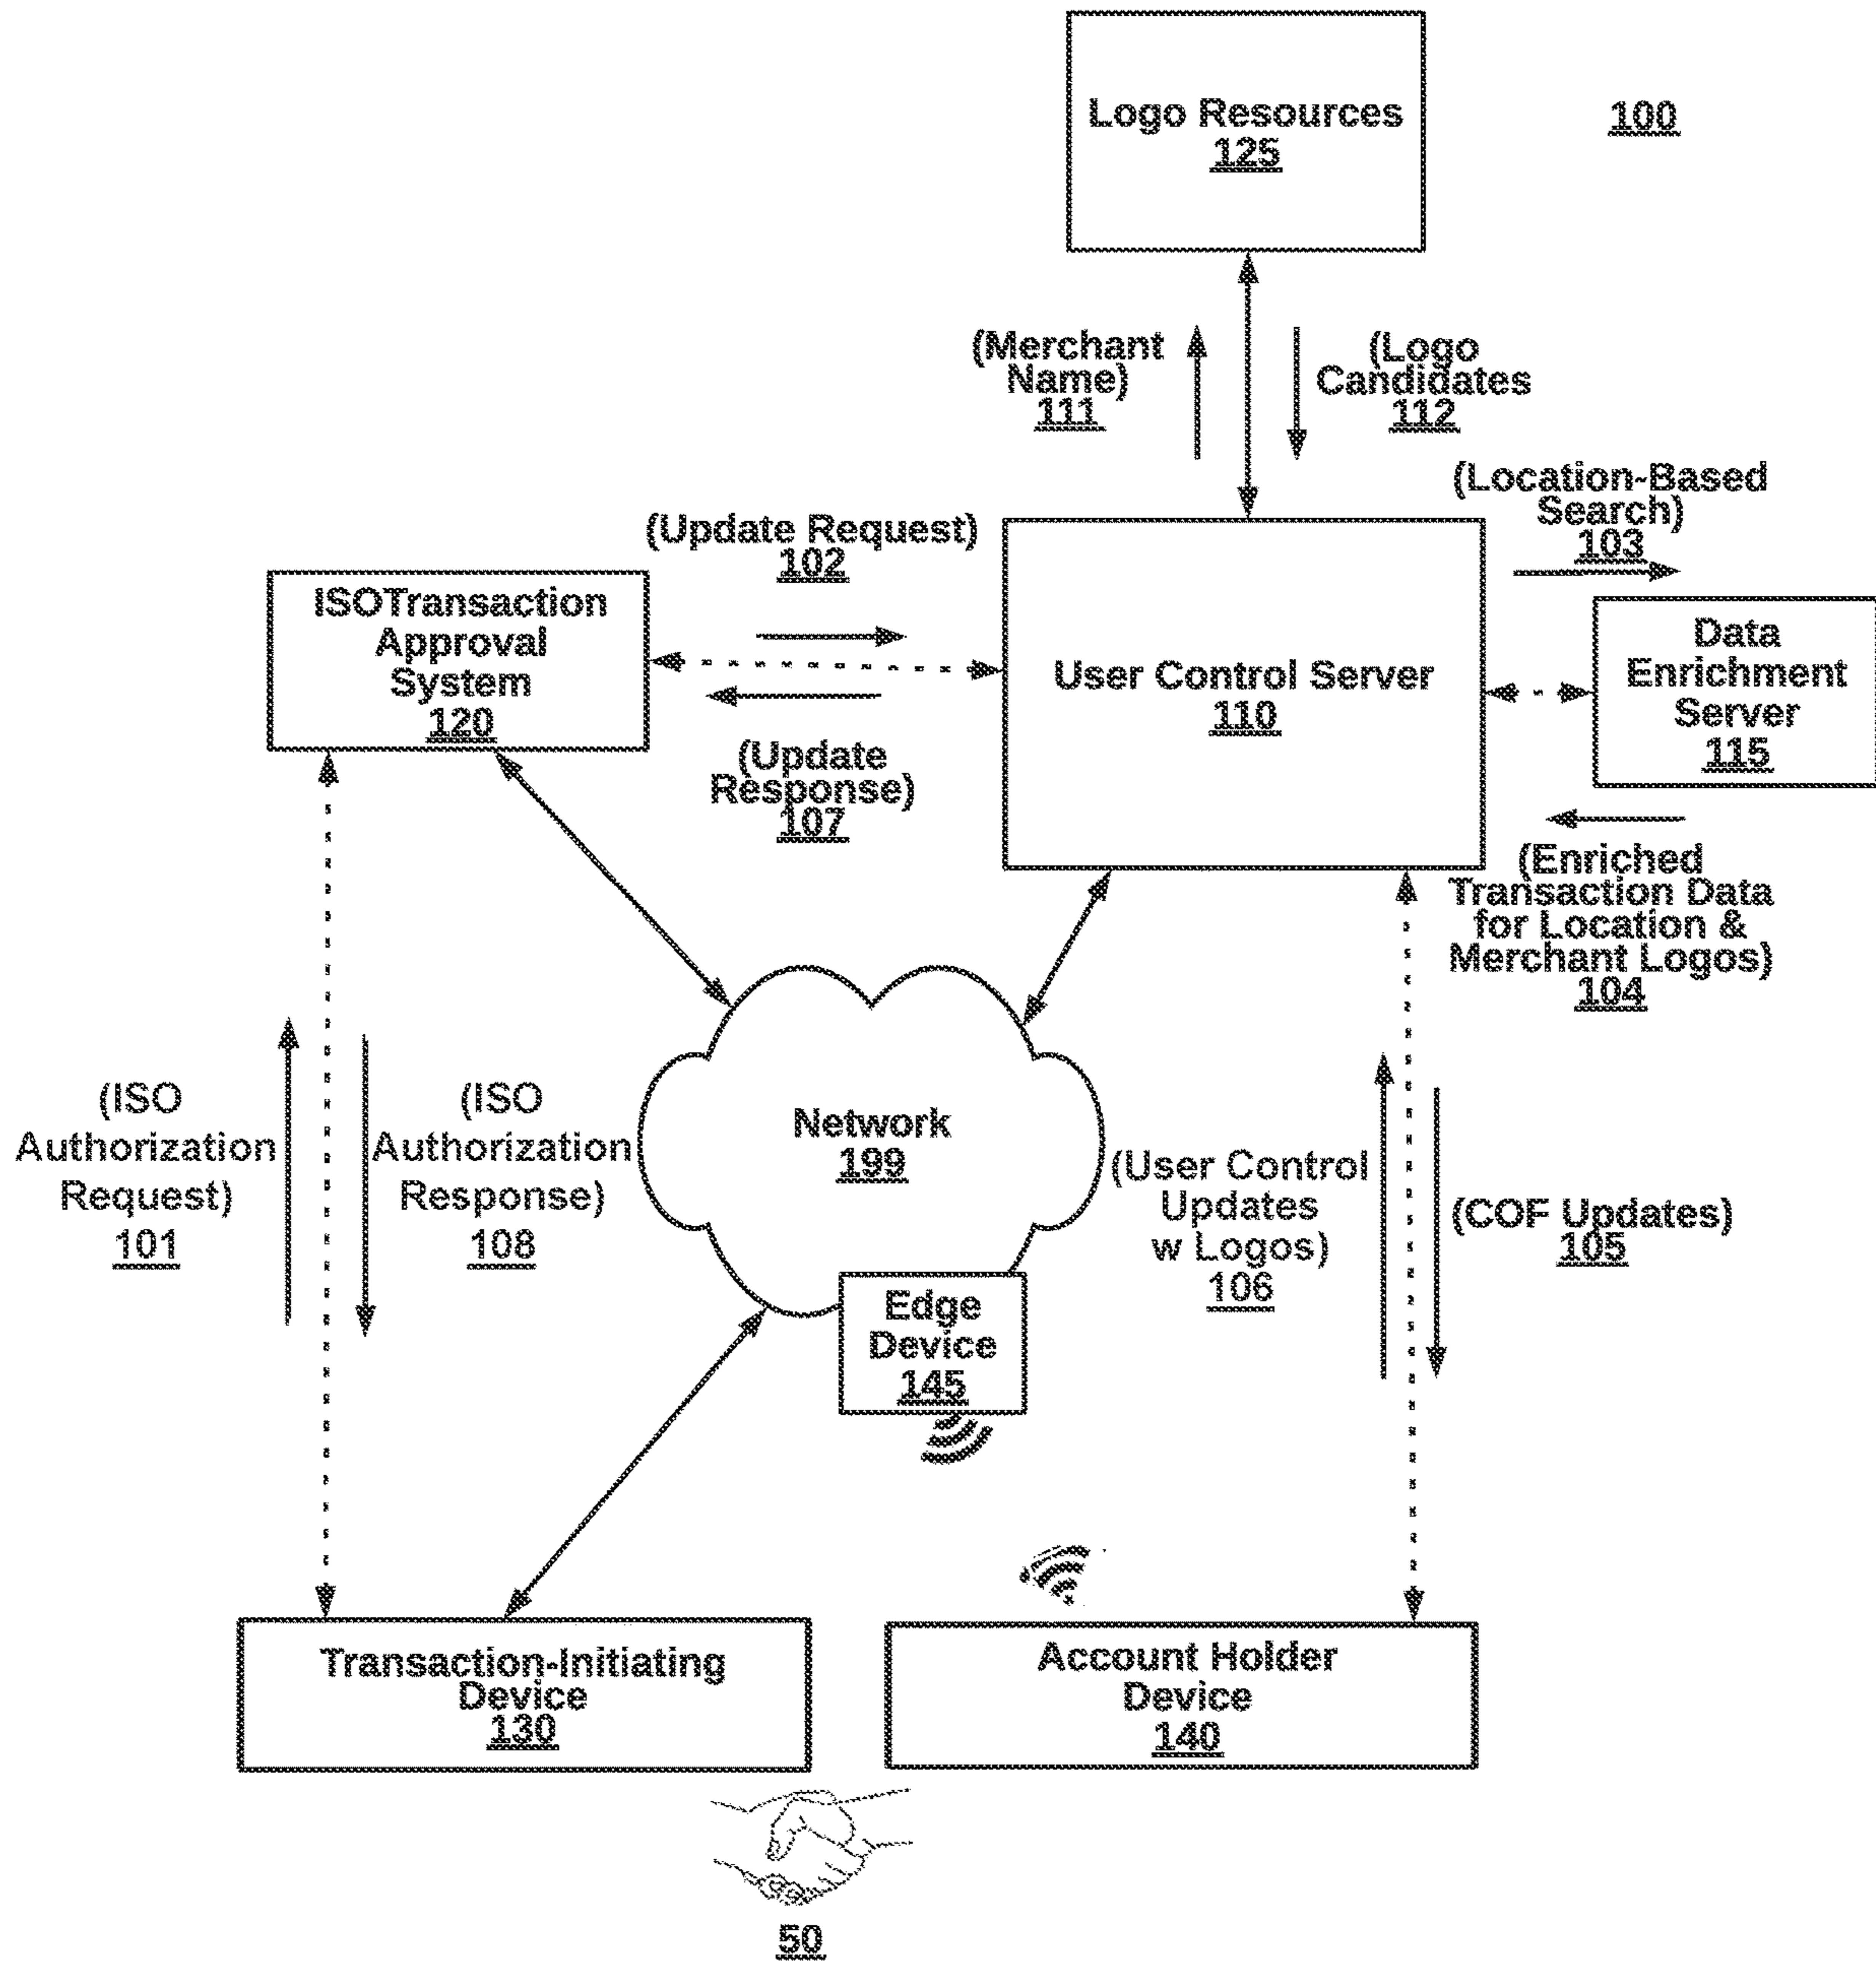 Logo Resources
125
100
(Merchant
Name)
111
(Logo
Candidates
112
(Location-Based
Search)
103
(Update Request)
102
ISOTransaction
Approval
System
120
User Control Server
110
Data
Enrichment
Server
115
(Update
Response)
107
(Enriched
Transaction Data
for Location &
Merchant Logos)
104
(ISO
Authorization
Request)
101
(ISO
Authorization
Response)
108
Network
199
(User Control
Updates
w Logos)
106
(COF Updates)
105
Edge
Device
145
Transaction-Initiating
Device
130
Account Holder
Device
140
50